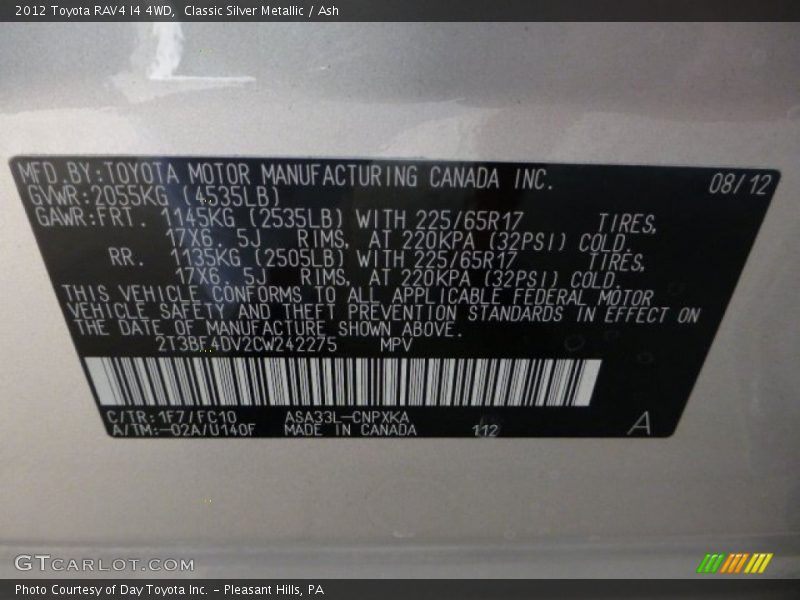 2012 Toyota RAV4 I4 4WD,  Classic Silver Metallic / Ash
MFD.BY:TOYOTA MOTOR MANUFACTURING CANADA INC. 08/12
GVWR:2055KG (4535LB)
GAWR:FRT. 1145KG (2535LB) WITH 225/65R17 TIRES,
17X6.5J RIMS, AT 220KPA (32PSI) COLD.
RR. 1135KG (2505LB) WITH 225/65R17 TIRES,
17X6.5J RIMS, AT 220KPA (32PSI) COLD.
THIS VEHICLE CONFORMS TO ALL APPLICABLE FEDERAL MOTOR
VEHICLE SAFETY AND THEFT PREVENTION STANDARDS IN EFFECT ON
THE DATE OF MANUFACTURE SHOWN ABOVE.
2T3BF4DV2CW242275 MPV
C/TR:1F7/FC10 ASA33L-CNPXKA
A/TM:-02A/U140F MADE IN CANADA 112 A
GTCARLOT.COM
Photo Courtesy of Day Toyota Inc. - Pleasant Hills, PA